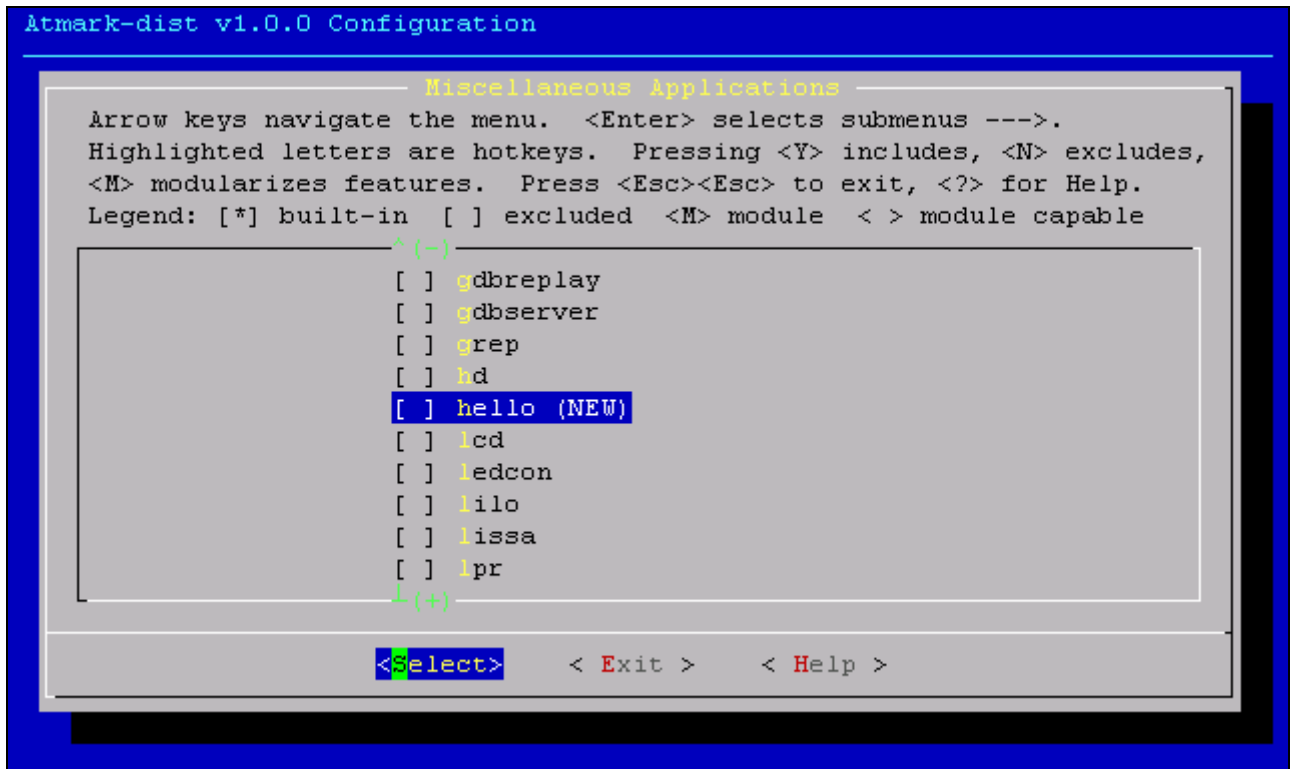 Atmark-dist v1.0.0 Configuration
Miscellaneous Applications
Arrow keys navigate the menu.  <Enter> selects submenus --->.
Highlighted letters are hotkeys.  Pressing <Y> includes, <N> excludes,
<M> modularizes features.  Press <Esc><Esc> to exit, <?> for Help.
Legend: [*] built-in  [ ] excluded  <M> module  < > module capable
^(-)
[ ] gdbreplay
[ ] gdbserver
[ ] grep
[ ] hd
[ ] hello (NEW)
[ ] lcd
[ ] ledcon
[ ] lilo
[ ] lissa
[ ] lpr
┴(+)
<Select>    < Exit >    < Help >